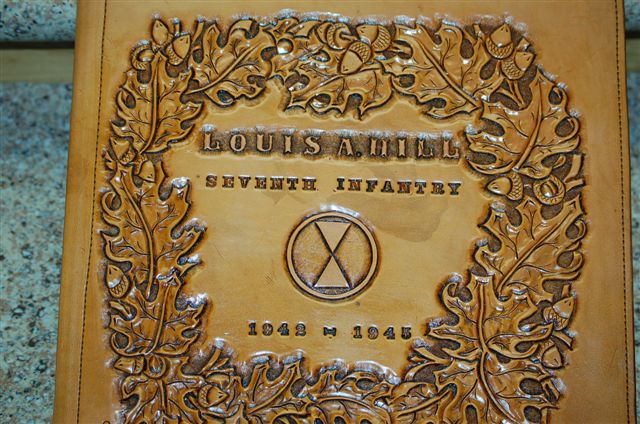 LOUIS A. HILL
SEVENTH INFANTRY
1942 - 1945